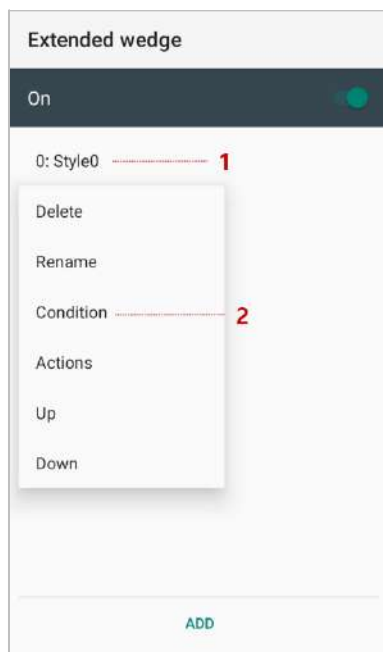 Extended wedge
On
0: Style0 1
Delete
Rename
Condition 2
Actions
Up
Down
ADD